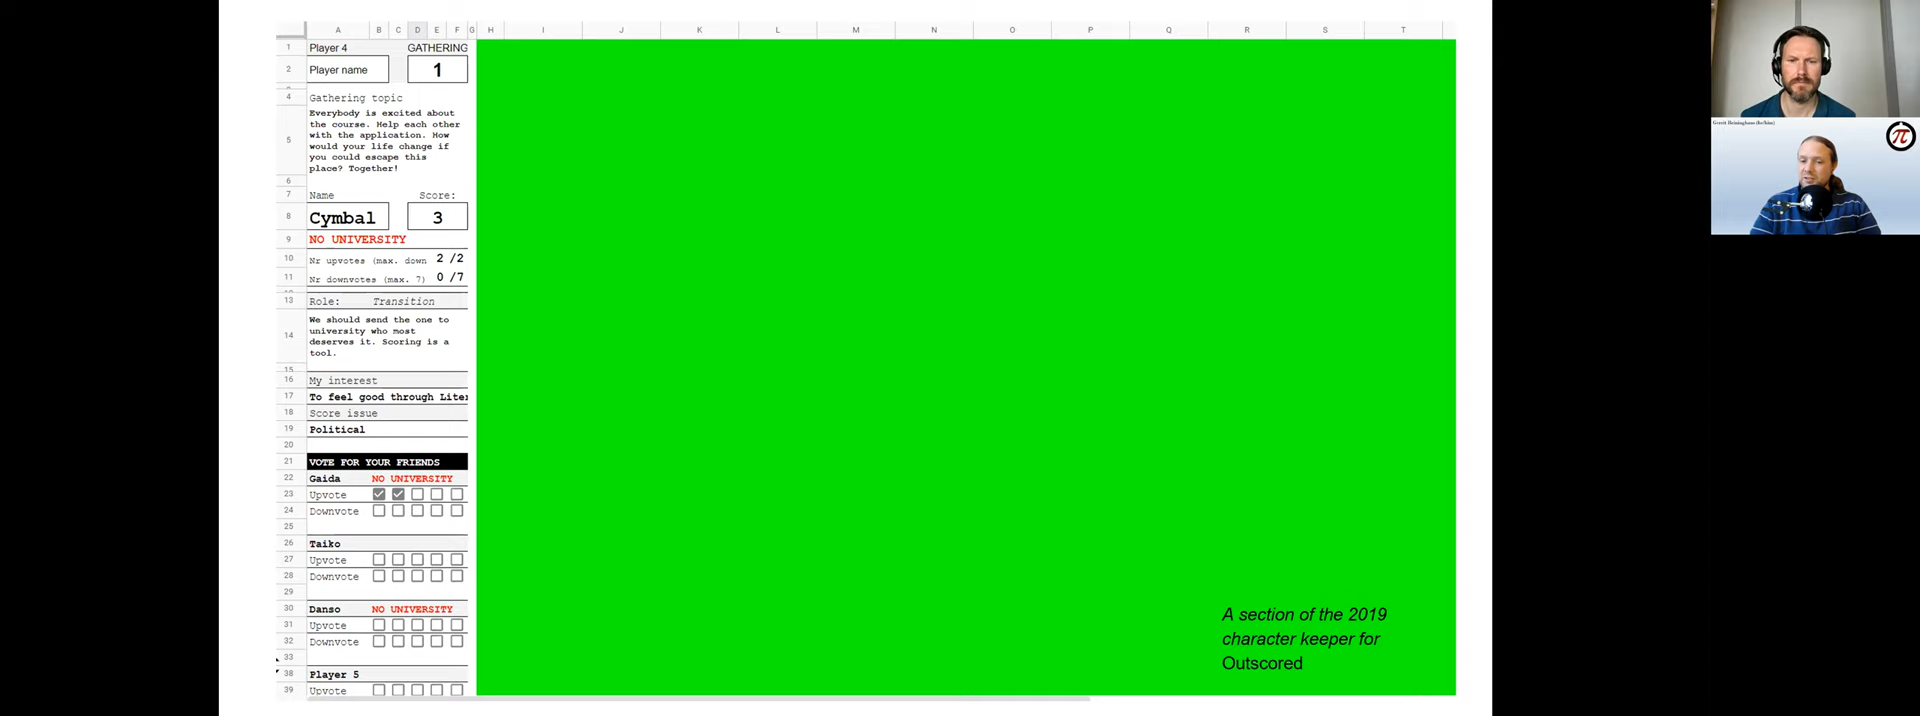 A B C D E F G H I J K L M N O P Q R S T
1 Player 4 GATHERING
2 Player name 1
4 Gathering topic
5 Everybody is excited about
the course. Help each other
with the application. How
would your life change if
you could escape this
place? Together!
6
7 Name Score:
8 Cymbal 3
9 NO UNIVERSITY
10 Nr upvotes (max. down 2 /2
11 Nr downvotes (max. 7) 0 /7
13 Role: Transition
14 We should send the one to
university who most
deserves it. Scoring is a
tool.
15
16 My interest
17 To feel good through Liter
18 Score issue
19 Political
20
21 VOTE FOR YOUR FRIENDS
22 Gaida NO UNIVERSITY
23 Upvote
24 Downvote
25
26 Taiko
27 Upvote
28 Downvote
29
30 Danso NO UNIVERSITY
31 Upvote
32 Downvote
33
38 Player 5
39 Upvote
A section of the 2019
character keeper for
Outscored
Gerrit Reininghaus (he/him)
π